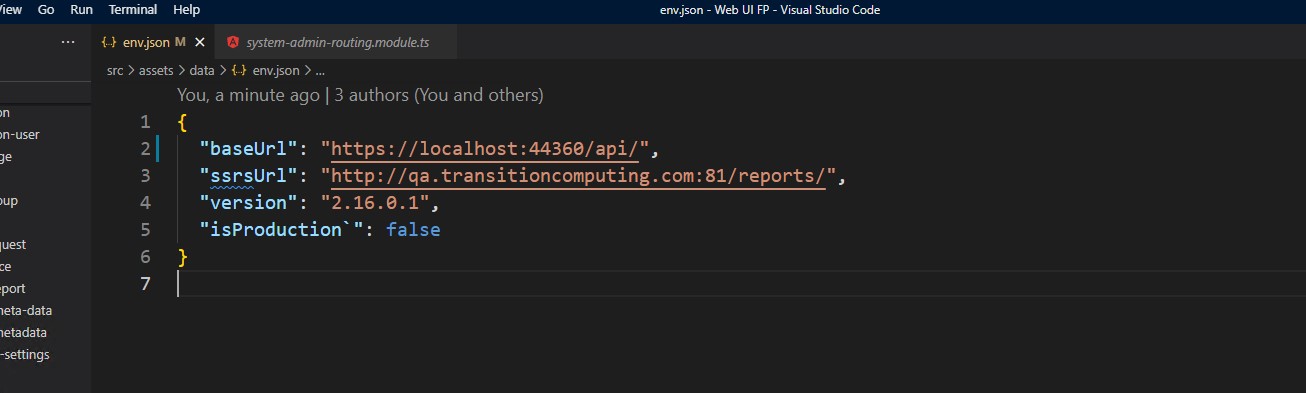 View Go Run Terminal Help env.json - Web UI FP - Visual Studio Code
... {..} env.json M × system-admin-routing.module.ts
src > assets > data > {..} env.json > ...
You, a minute ago | 3 authors (You and others)
on
on-user
ge
oup
quest
ce
eport
meta-data
metadata
-settings
1 {
2 "baseUrl": "https://localhost:44360/api/",
3 "ssrsUrl": "http://qa.transitioncomputing.com:81/reports/",
4 "version": "2.16.0.1",
5 "isProduction`": false
6 }
7